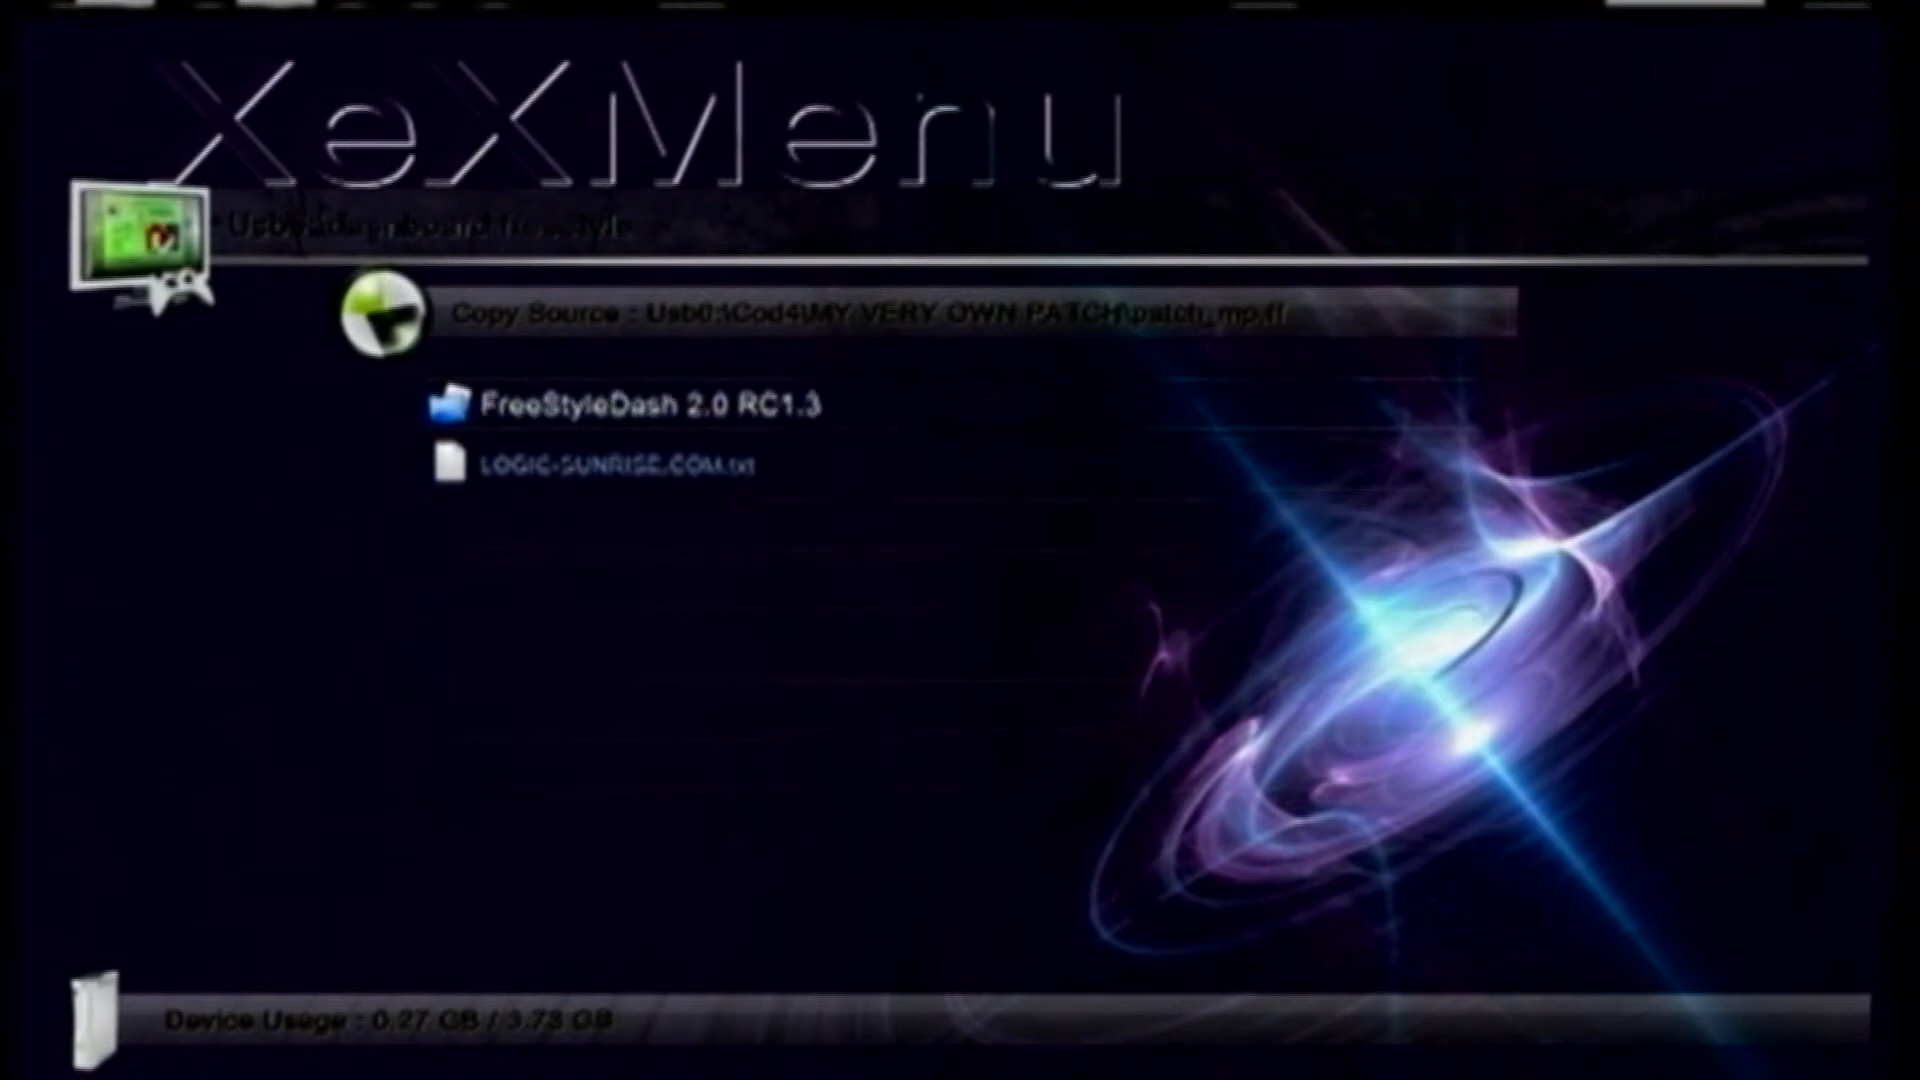 XeXMenu
Copy Source : Usb0:\Cod4\MY VERY OWN PATCH\patch_mp.ff
FreeStyleDash 2.0 RC1.3
LOGIC-SUNRISE.COM.txt
Device Usage : 0.27 GB / 3.73 GB